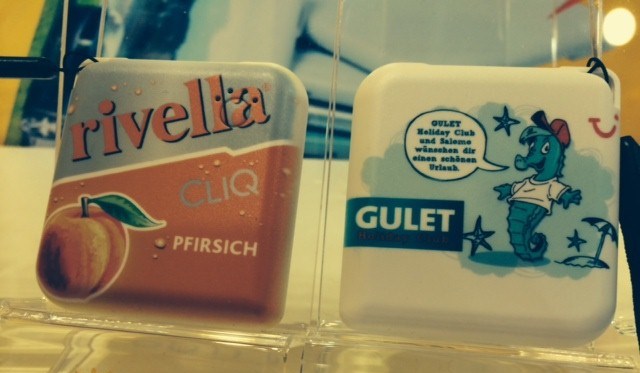 rivella
CLIQ
PFIRSICH
GULET
Holiday Club
und Saleme
wünschen dir
einen schönen
Urlaub.
GULET